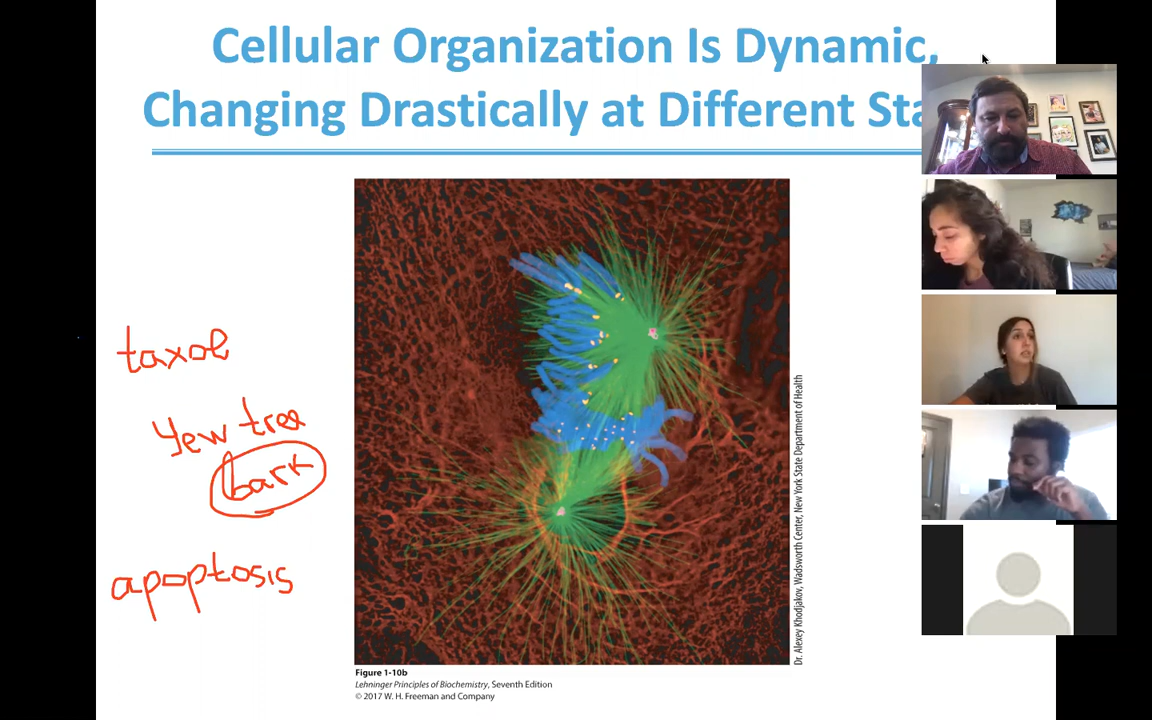 Cellular Organization Is Dynamic,
Changing Drastically at Different Sta
taxol
Yew tree
bark
apoptosis
Dr. Alexey Khodjakov, Wadsworth Center, New York State Department of Health
Figure 1-10b
Lehninger Principles of Biochemistry, Seventh Edition
© 2017 W. H. Freeman and Company